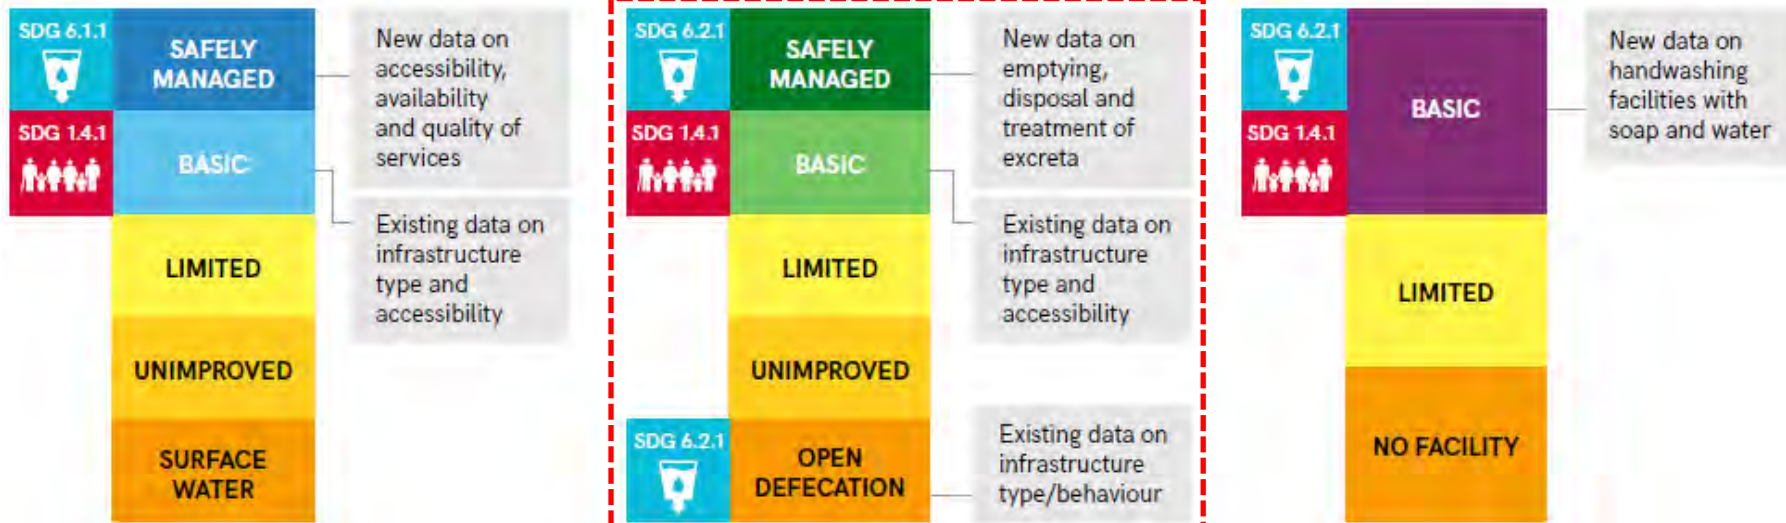 SDG 6.1.1
SAFELY
MANAGED
New data on
accessibility,
availability
and quality of
services
SDG 1.4.1
BASIC
Existing data on
infrastructure
type and
accessibility
LIMITED
UNIMPROVED
SURFACE
WATER
SDG 6.2.1
SAFELY
MANAGED
New data on
emptying,
disposal and
treatment of
excreta
SDG 1.4.1
BASIC
Existing data on
infrastructure
type and
accessibility
LIMITED
UNIMPROVED
SDG 6.2.1
OPEN
DEFECATION
Existing data on
infrastructure
type/behaviour
SDG 6.2.1
SDG 1.4.1
BASIC
New data on
handwashing
facilities with
soap and water
LIMITED
NO FACILITY